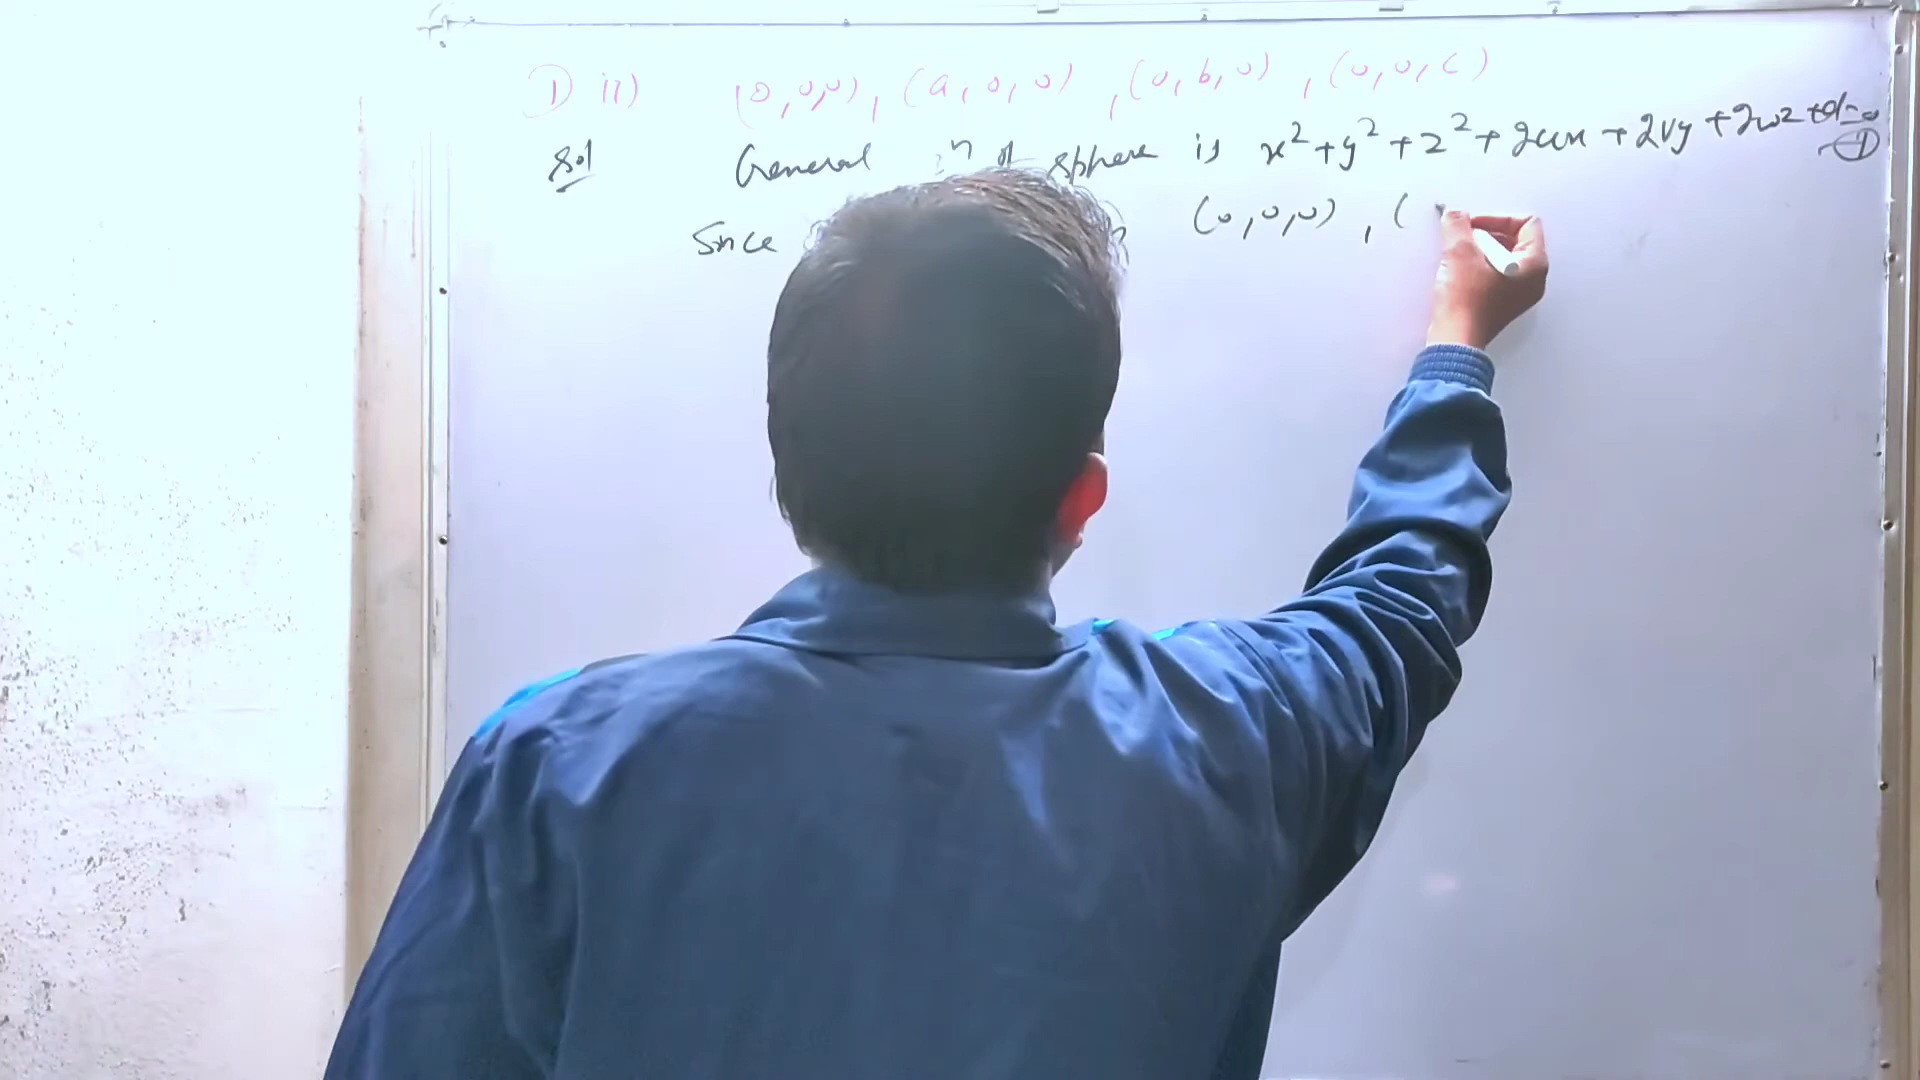 ① ii) (0,0,0), (a,0,0), (0,b,0), (0,0,c)
Sol General of sphere is x²+y²+z²+2ux+2vy+2wz+d=0 -①
Since (0,0,0), (